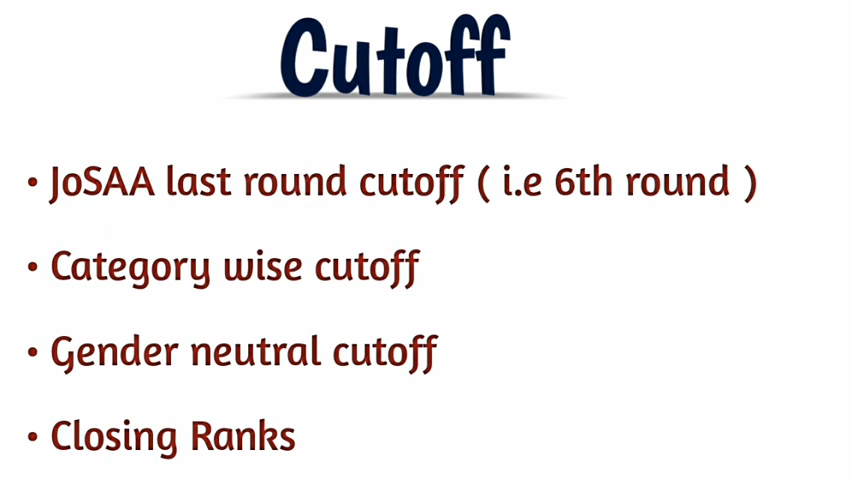 Cutoff
• JoSAA last round cutoff ( i.e 6th round )
• Category wise cutoff
• Gender neutral cutoff
• Closing Ranks